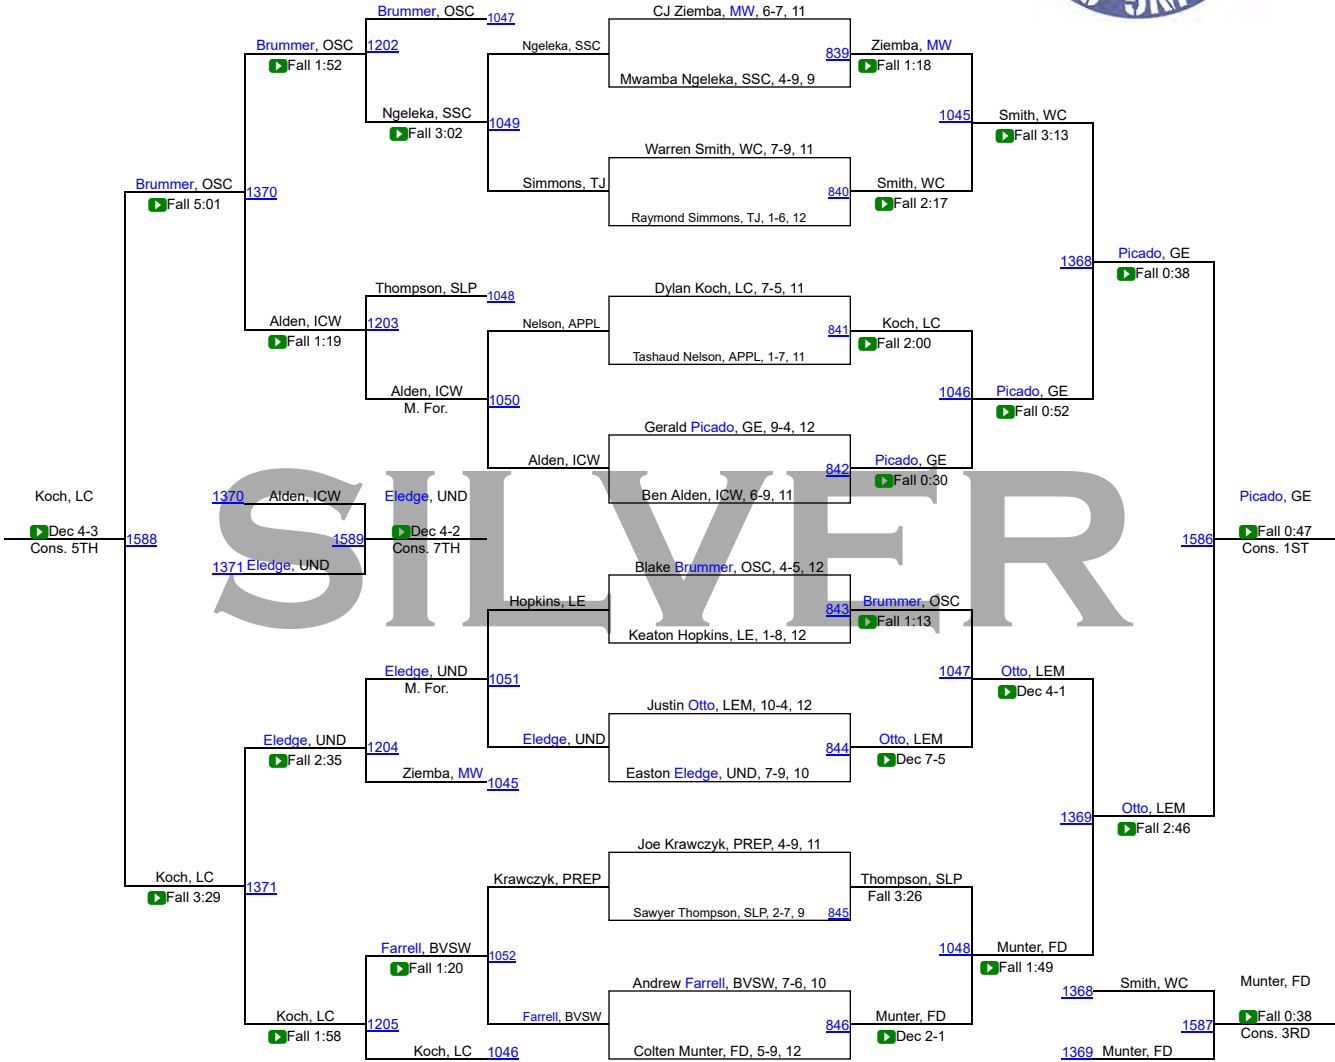 Brummer, OSC
1047
CJ Ziemba, MW, 6-7, 11
Brummer, OSC
1202
Ngeleka, SSC
839
Ziemba, MW
Fall 1:52
Fall 1:18
Mwamba Ngeleka, SSC, 4-9, 9
Ngeleka, SSC
1049
1045
Smith, WC
Fall 3:02
Fall 3:13
Warren Smith, WC, 7-9, 11
Brummer, OSC
1370
Simmons, TJ
840
Smith, WC
Fall 5:01
Fall 2:17
Raymond Simmons, TJ, 1-6, 12
1368
Picado, GE
Fall 0:38
Thompson, SLP
1048
Dylan Koch, LC, 7-5, 11
Alden, ICW
1203
Nelson, APPL
841
Koch, LC
Fall 1:19
Fall 2:00
Tashaud Nelson, APPL, 1-7, 11
Alden, ICW
1050
1046
Picado, GE
M. For.
Fall 0:52
Gerald Picado, GE, 9-4, 12
Alden, ICW
842
Picado, GE
Fall 0:30
Koch, LC
1370
Alden, ICW
Eledge, UND
Ben Alden, ICW, 6-9, 11
Picado, GE
SILVER
Dec 4-3
1588
1589
Dec 4-2
1586
Fall 0:47
Cons. 5TH
Cons. 7TH
Cons. 1ST
1371
Eledge, UND
Blake Brummer, OSC, 4-5, 12
Hopkins, LE
843
Brummer, OSC
Fall 1:13
Keaton Hopkins, LE, 1-8, 12
Eledge, UND
1051
1047
Otto, LEM
M. For.
Dec 4-1
Justin Otto, LEM, 10-4, 12
Eledge, UND
1204
Eledge, UND
844
Otto, LEM
Fall 2:35
Dec 7-5
Ziemba, MW
1045
Easton Eledge, UND, 7-9, 10
1369
Otto, LEM
Fall 2:46
Joe Krawczyk, PREP, 4-9, 11
Koch, LC
1371
Krawczyk, PREP
Thompson, SLP
Fall 3:29
Fall 3:26
Sawyer Thompson, SLP, 2-7, 9
845
Farrell, BVSW
1052
1048
Munter, FD
Fall 1:20
Fall 1:49
Andrew Farrell, BVSW, 7-6, 10
1368
Smith, WC
Munter, FD
Koch, LC
1205
Farrell, BVSW
846
Munter, FD
1587
Fall 0:38
Fall 1:58
Dec 2-1
Cons. 3RD
Koch, LC
1046
Colten Munter, FD, 5-9, 12
1369
Munter, FD